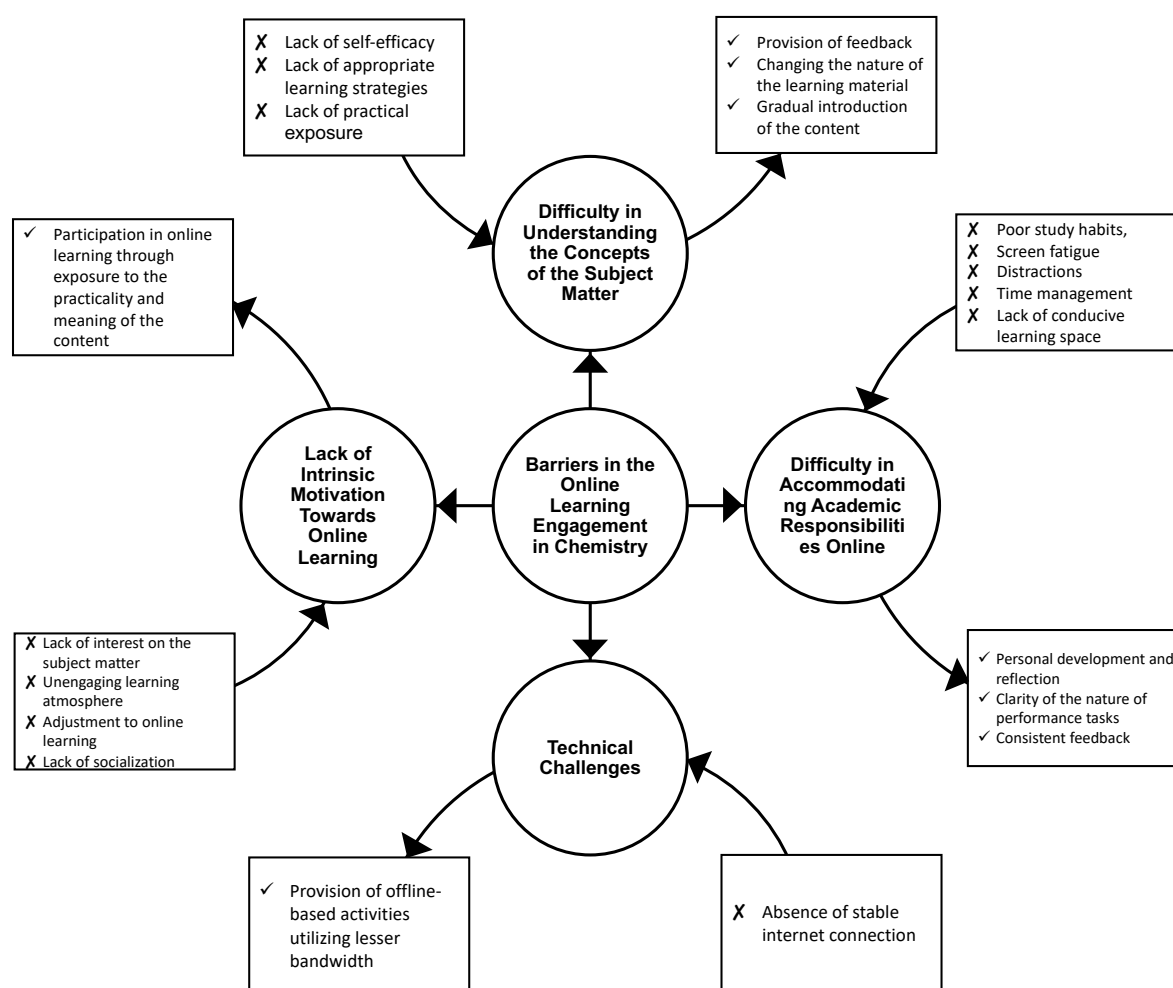 ✗ Lack of self-efficacy
✗ Lack of appropriate
learning strategies
✗ Lack of practical
exposure
✓ Provision of feedback
✓ Changing the nature of
the learning material
✓ Gradual introduction
of the content
Difficulty in
Understanding
the Concepts
of the Subject
Matter
✓ Participation in online
learning through
exposure to the
practicality and
meaning of the
content
✗ Poor study habits,
✗ Screen fatigue
✗ Distractions
✗ Time management
✗ Lack of conducive
learning space
Lack of
Intrinsic
Motivation
Towards
Online
Learning
Barriers in the
Online
Learning
Engagement
in Chemistry
Difficulty in
Accommodati
ng Academic
Responsibiliti
es Online
✗ Lack of interest on the
subject matter
✗ Unengaging learning
atmosphere
✗ Adjustment to online
learning
✗ Lack of socialization
✓ Personal development and
reflection
✓ Clarity of the nature of
performance tasks
✓ Consistent feedback
Technical
Challenges
✓ Provision of offline-
based activities
utilizing lesser
bandwidth
✗ Absence of stable
internet connection